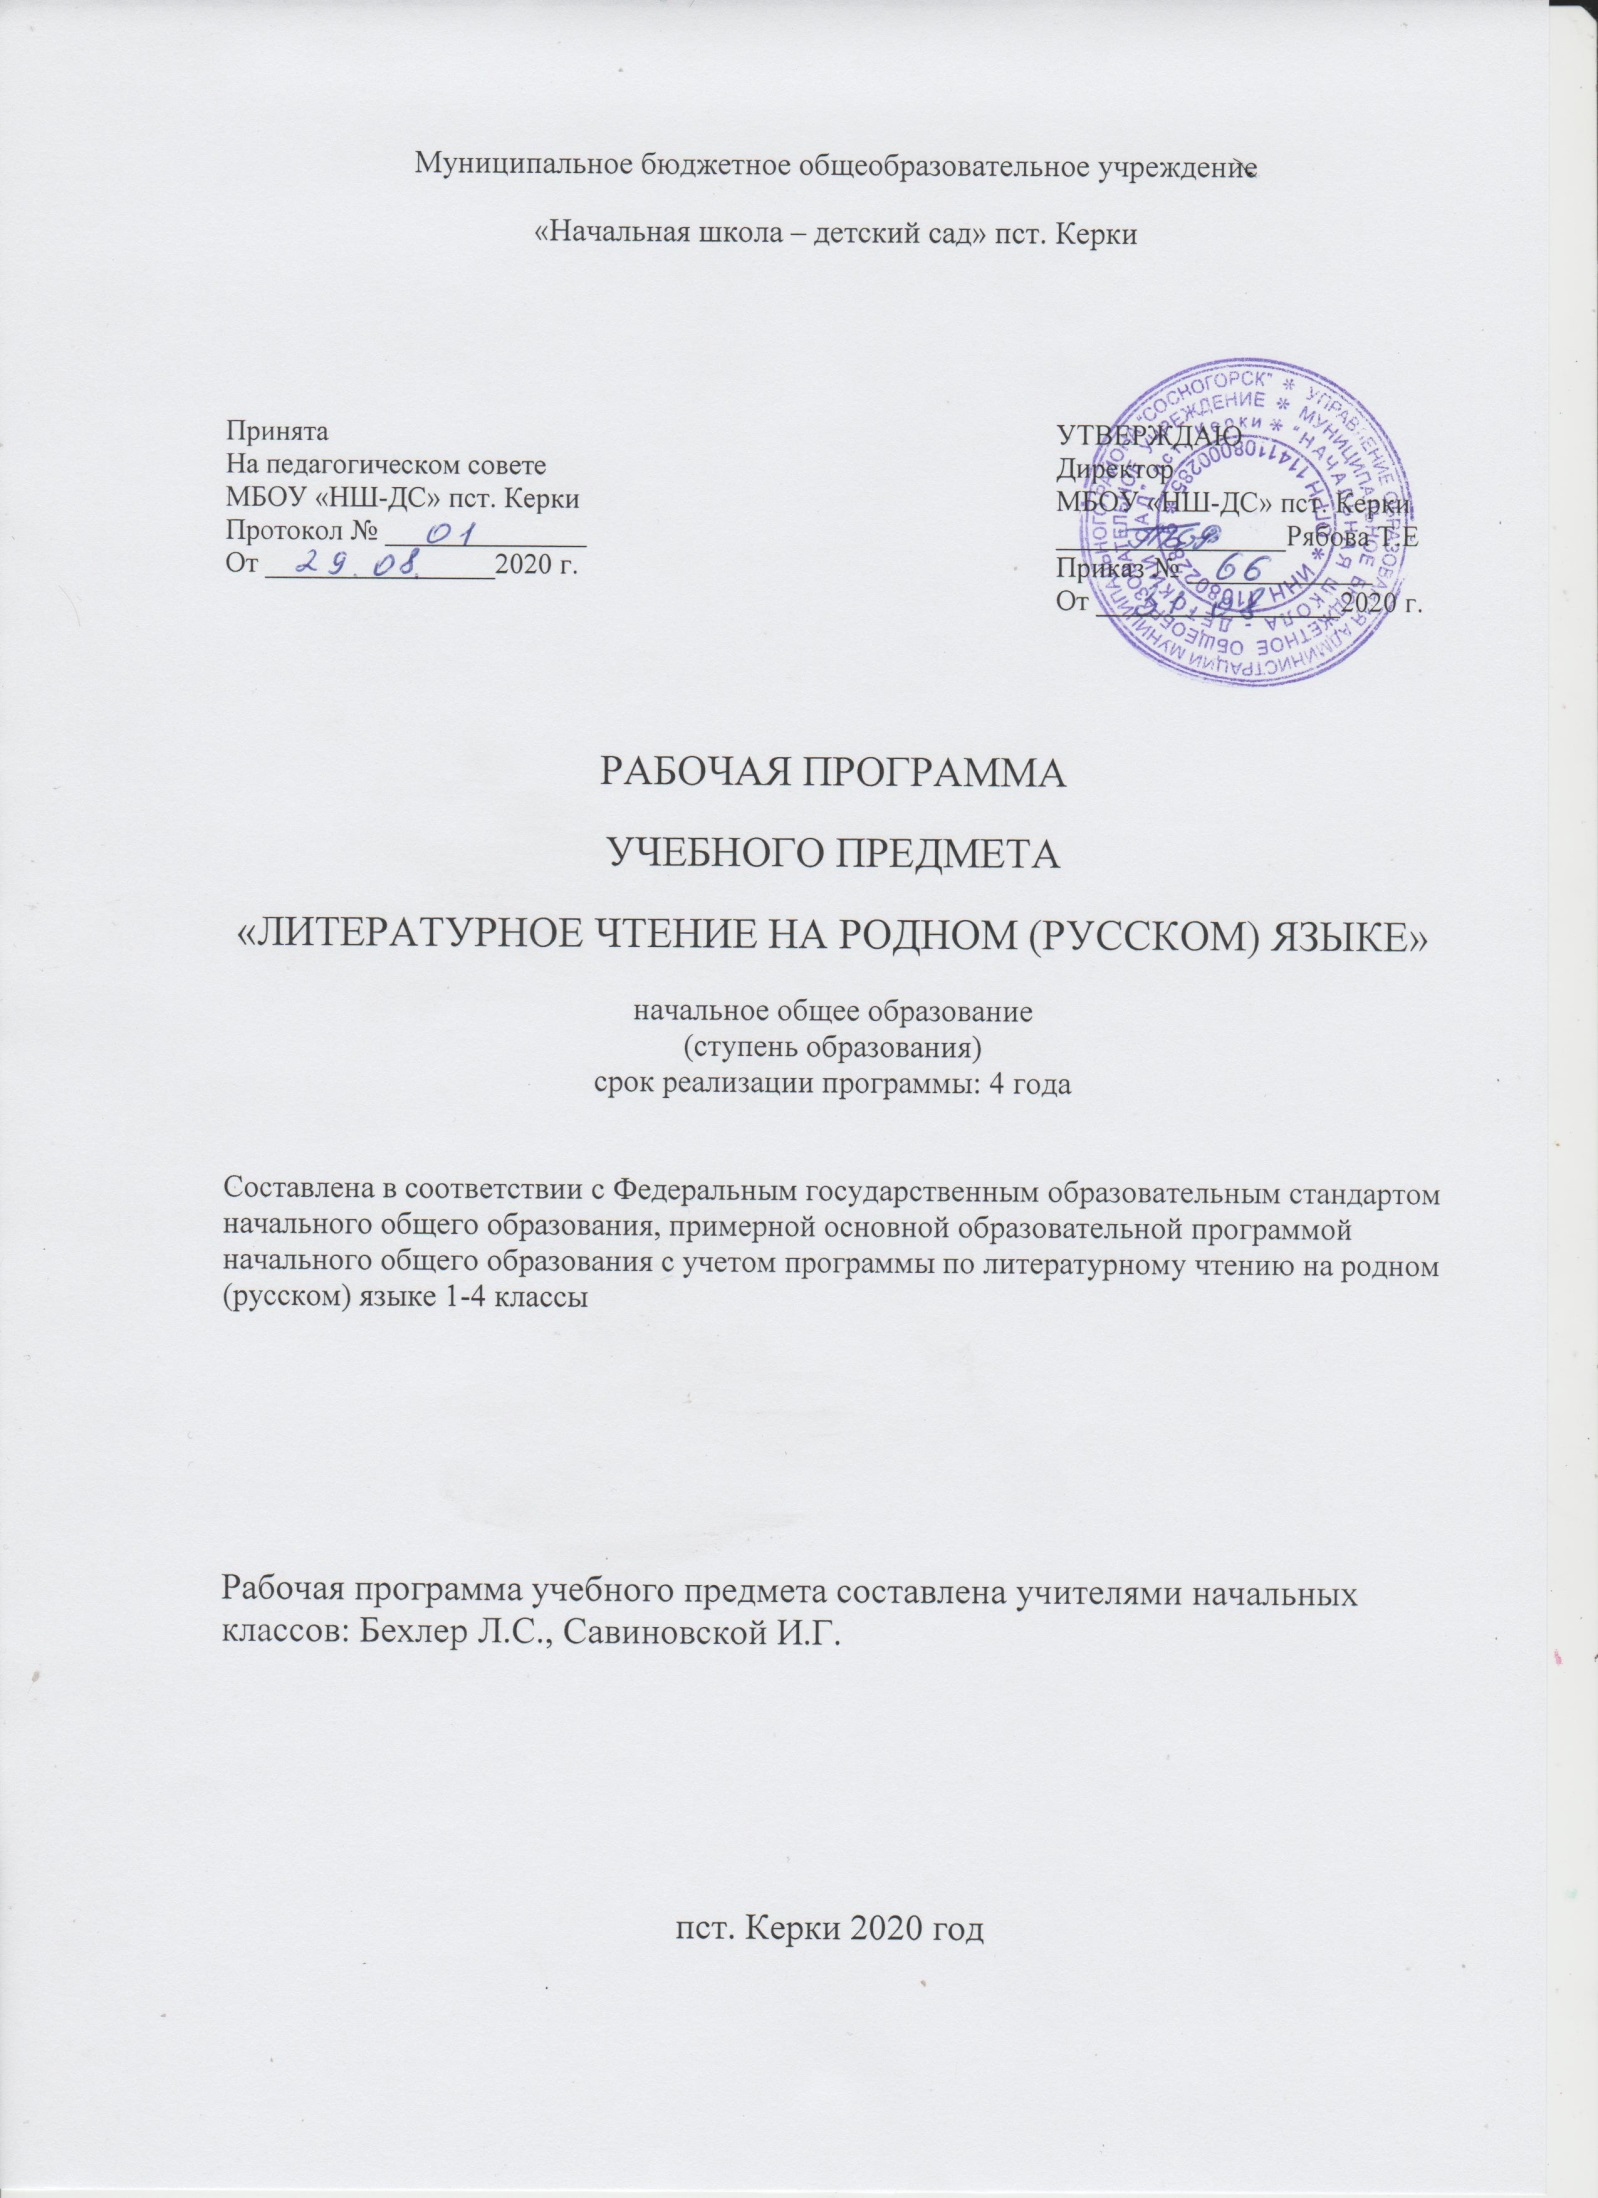 Муниципальное бюджетное общеобразовательное учреждение
«Начальная школа – детский сад» пст. Керки
Принята
На педагогическом совете
МБОУ «НШ-ДС» пст. Керки
Протокол № 01
От 29.08. 2020 г.
УТВЕРЖДАЮ
Директор
МБОУ «НШ-ДС» пст. Керки
Рябова Т.Е
Приказ № 66
От 31.08 2020 г.
РАБОЧАЯ ПРОГРАММА
УЧЕБНОГО ПРЕДМЕТА
«ЛИТЕРАТУРНОЕ ЧТЕНИЕ НА РОДНОМ (РУССКОМ) ЯЗЫКЕ»
начальное общее образование
(ступень образования)
срок реализации программы: 4 года
Составлена в соответствии с Федеральным государственным образовательным стандартом
начального общего образования, примерной основной образовательной программой
начального общего образования с учетом программы по литературному чтению на родном
(русском) языке 1-4 классы
Рабочая программа учебного предмета составлена учителями начальных
классов: Бехлер Л.С., Савиновской И.Г.
пст. Керки 2020 год